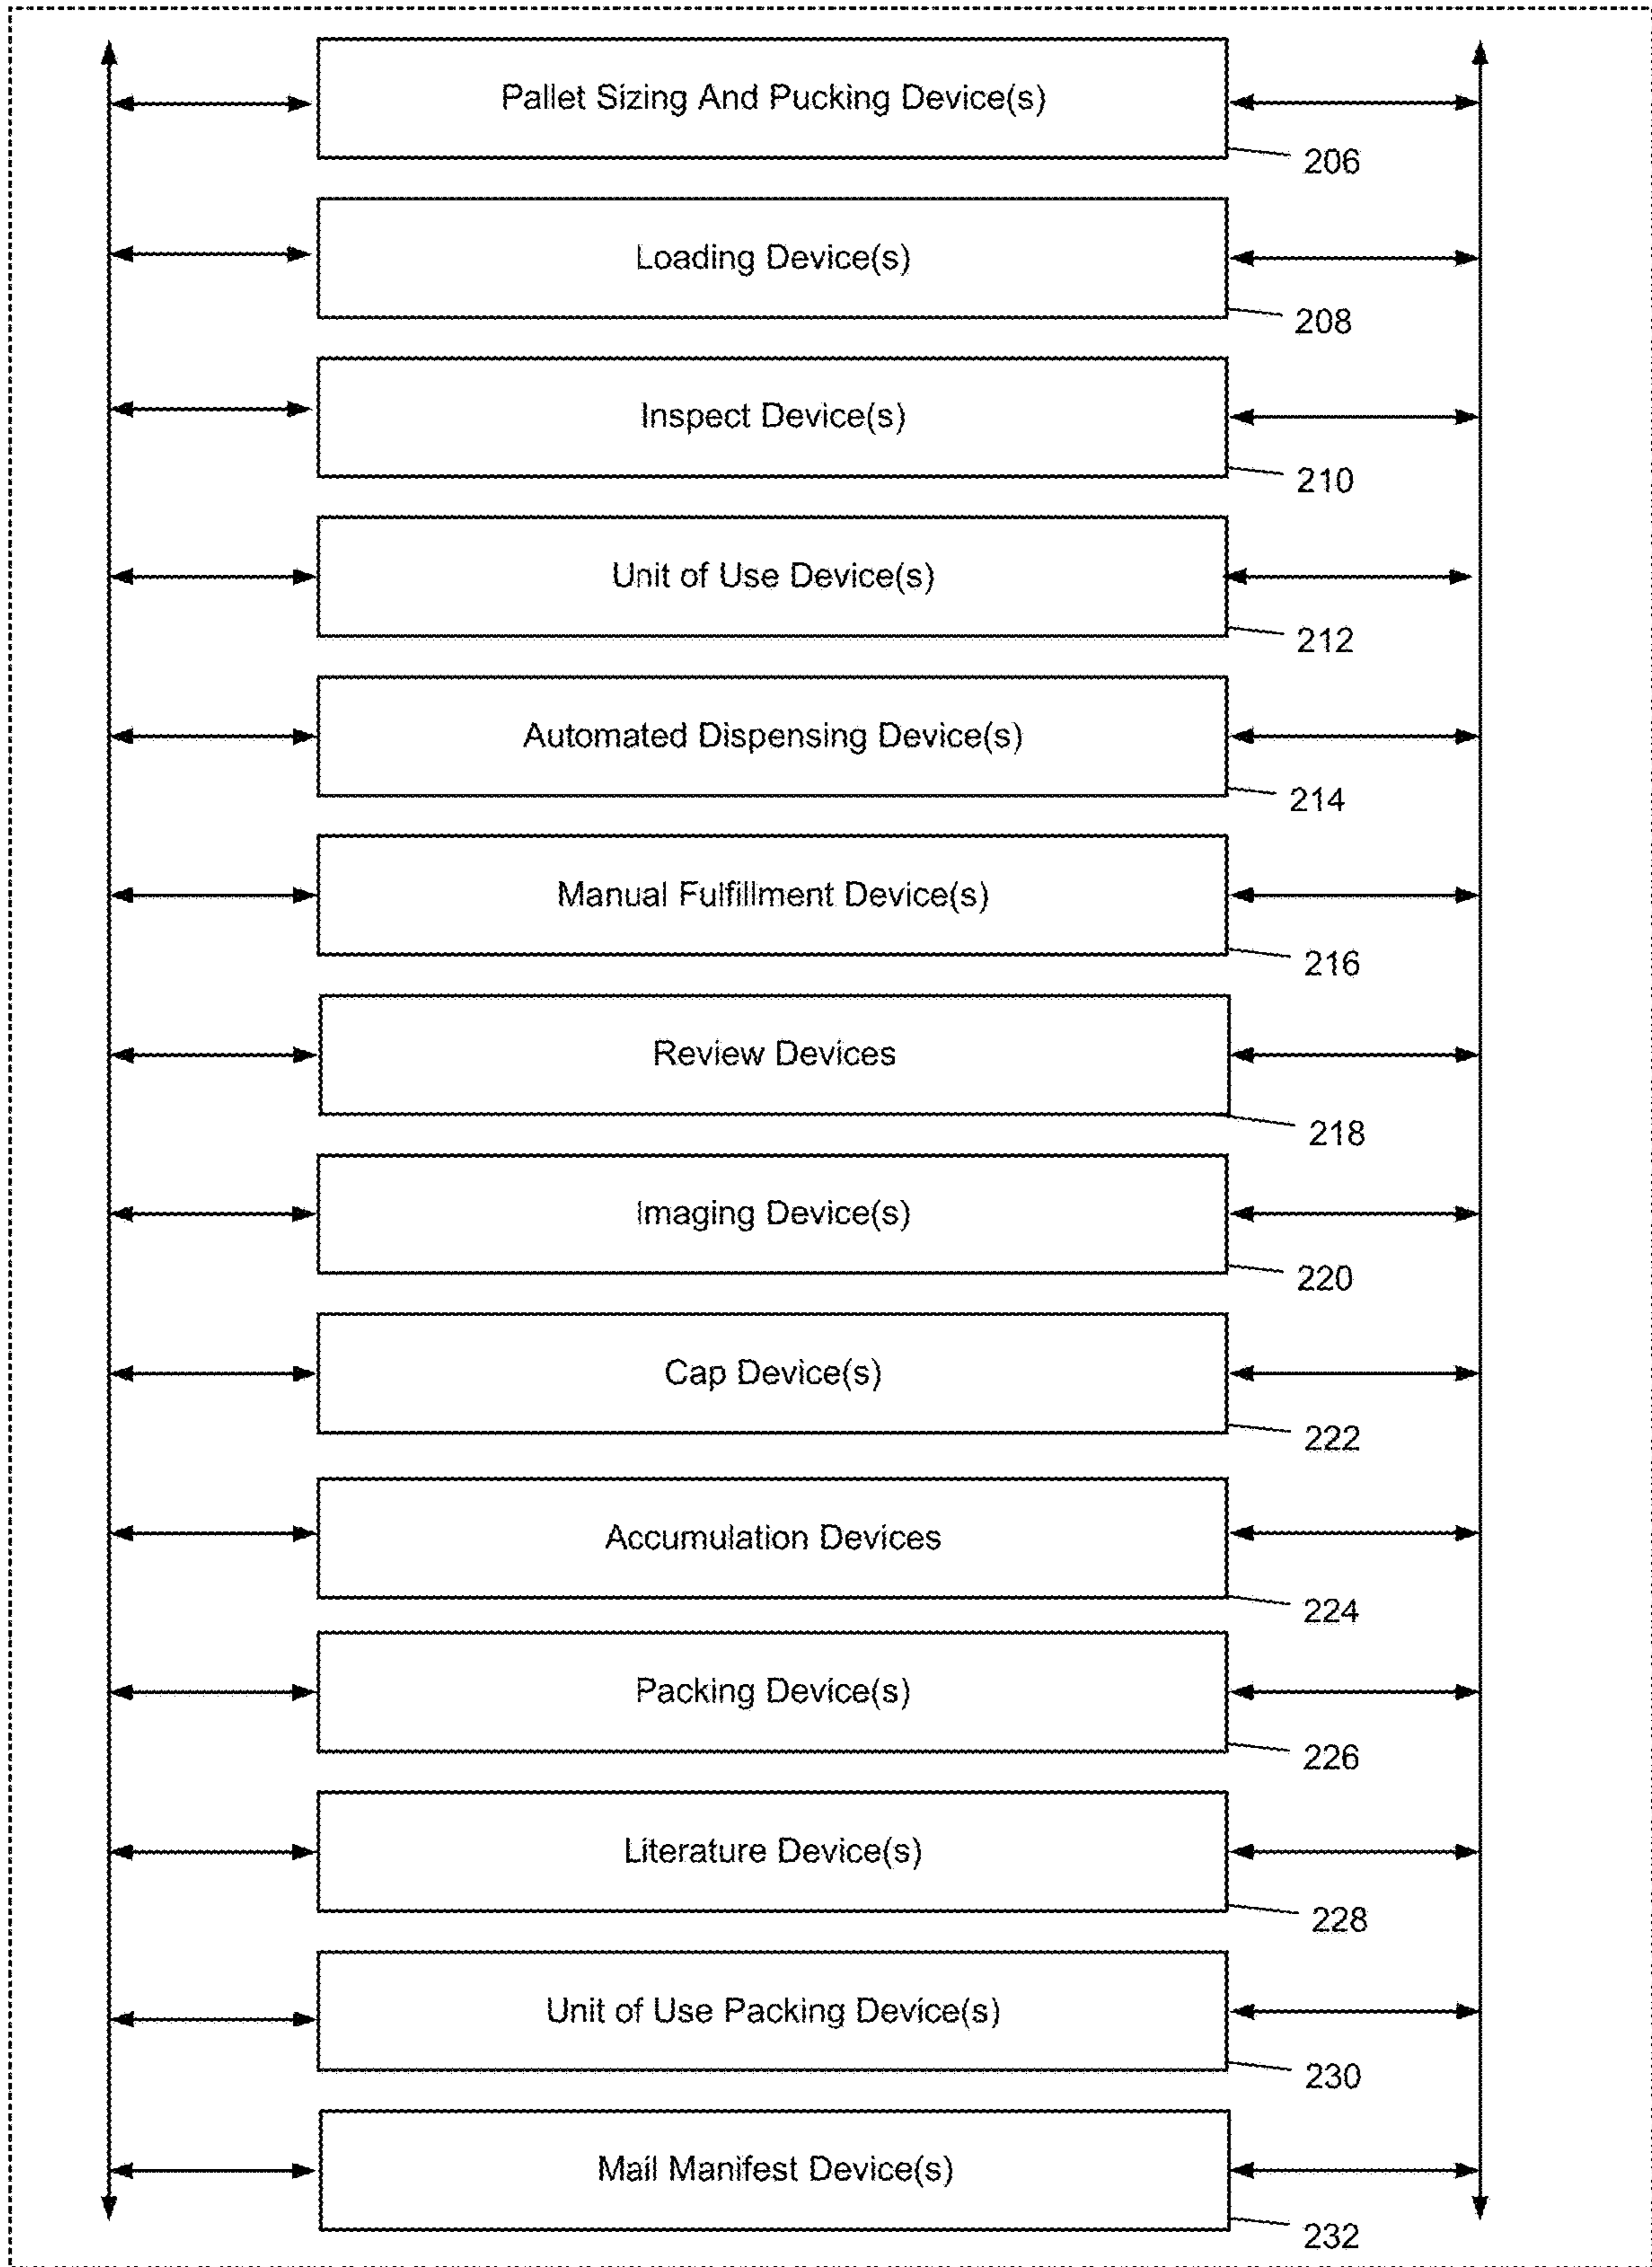 Pallet Sizing And Pucking Device(s)
206
Loading Device(s)
208
Inspect Device(s)
210
Unit of Use Device(s)
212
Automated Dispensing Device(s)
214
Manual Fulfillment Device(s)
216
Review Devices
218
Imaging Device(s)
220
Cap Device(s)
222
Accumulation Devices
224
Packing Device(s)
226
Literature Device(s)
228
Unit of Use Packing Device(s)
230
Mail Manifest Device(s)
232